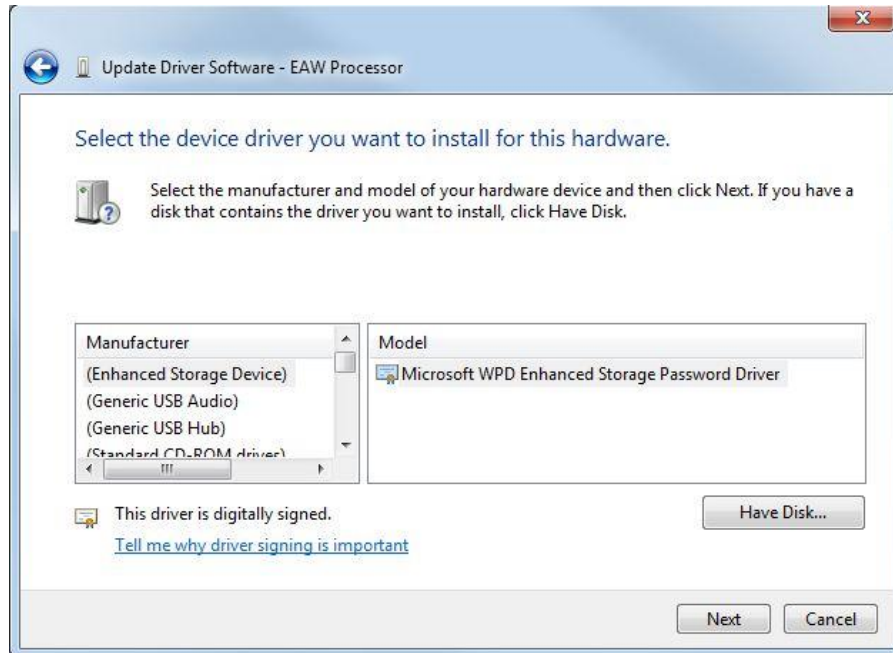 Update Driver Software - EAW Processor
Select the device driver you want to install for this hardware.
Select the manufacturer and model of your hardware device and then click Next. If you have a
disk that contains the driver you want to install, click Have Disk.
Manufacturer
(Enhanced Storage Device)
(Generic USB Audio)
(Generic USB Hub)
(Standard CD-ROM drives)
Model
Microsoft WPD Enhanced Storage Password Driver
This driver is digitally signed.
Tell me why driver signing is important
Have Disk...
Next
Cancel